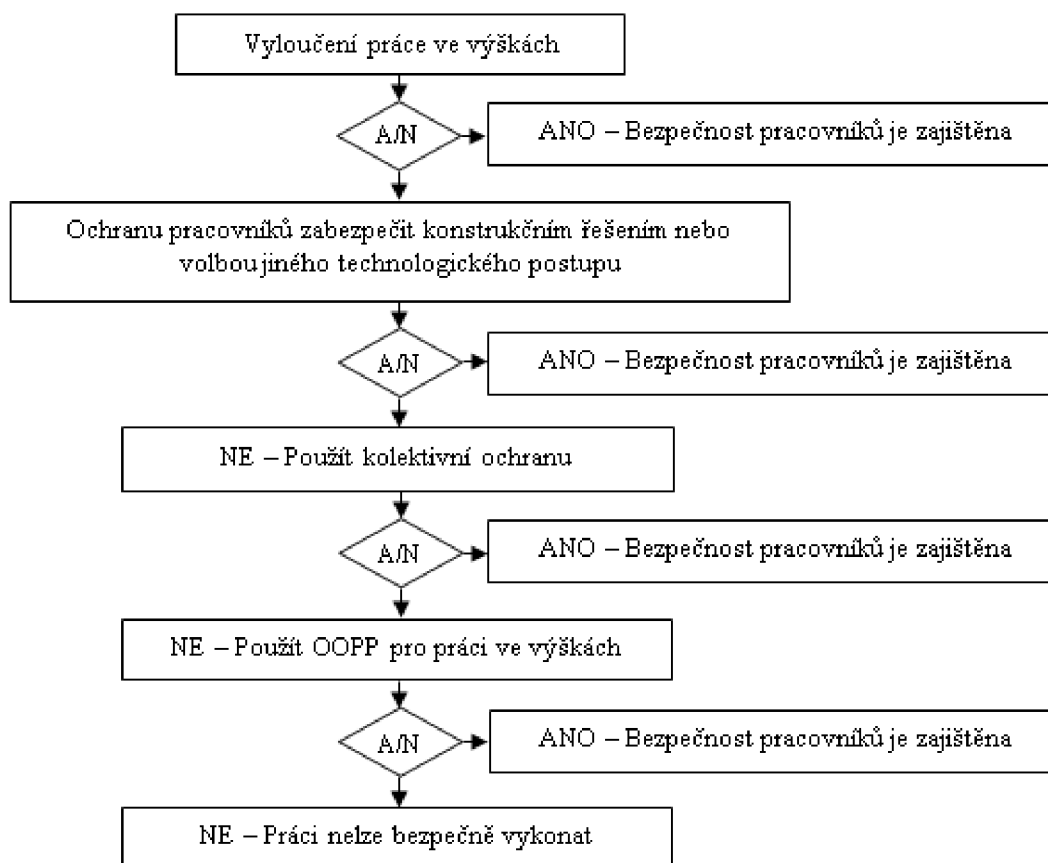 Vyloučení práce ve výškách
A/N
ANO – Bezpečnost pracovníků je zajištěna
Ochranu pracovníků zabezpečit konstrukčním řešením nebo
volbou jiného technologického postupu
A/N
ANO – Bezpečnost pracovníků je zajištěna
NE – Použít kolektivní ochranu
A/N
ANO – Bezpečnost pracovníků je zajištěna
NE – Použít OOPP pro práci ve výškách
A/N
ANO – Bezpečnost pracovníků je zajištěna
NE – Práci nelze bezpečně vykonat